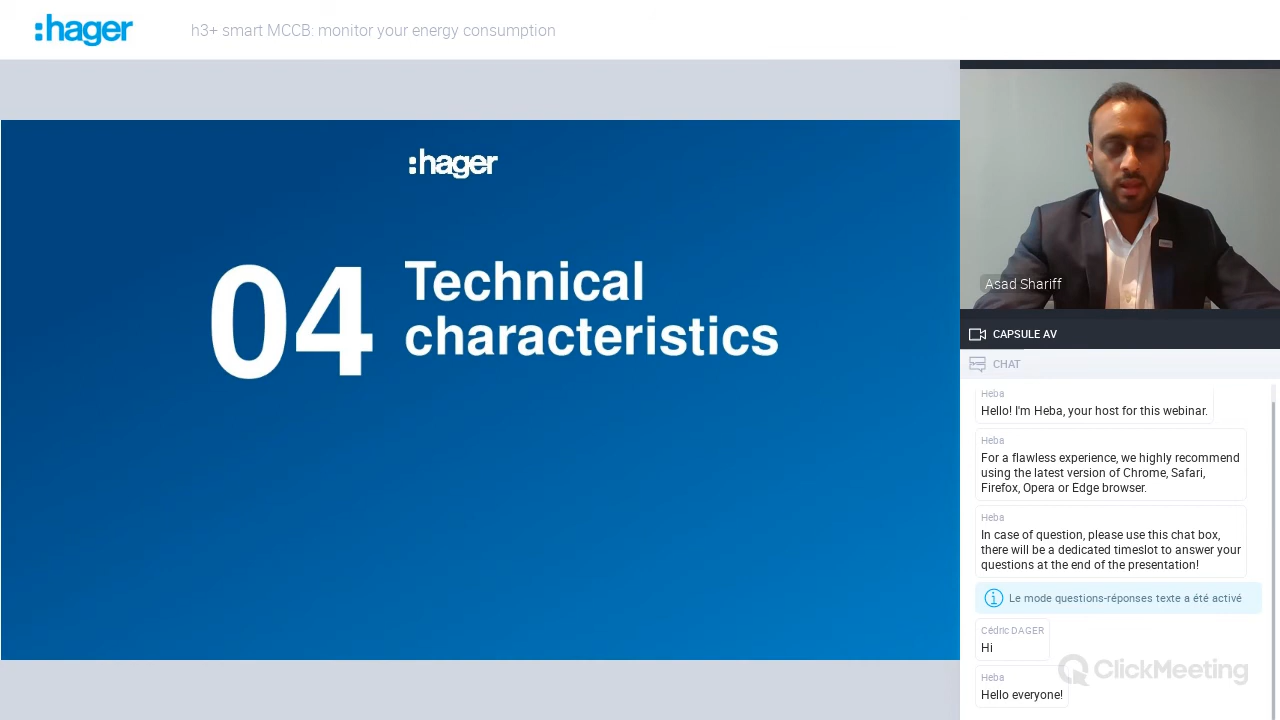 :hager
h3+ smart MCCB: monitor your energy consumption
:hager
04
Technical
characteristics
Asad Shariff
CAPSULE AV
CHAT
Heba
Hello! I'm Heba, your host for this webinar.
Heba
For a flawless experience, we highly recommend
using the latest version of Chrome, Safari,
Firefox, Opera or Edge browser.
Heba
In case of question, please use this chat box,
there will be a dedicated timeslot to answer your
questions at the end of the presentation!
Le mode questions-réponses texte a été activé
Cédric DAGER
Hi
Heba
Hello everyone!
ClickMeeting